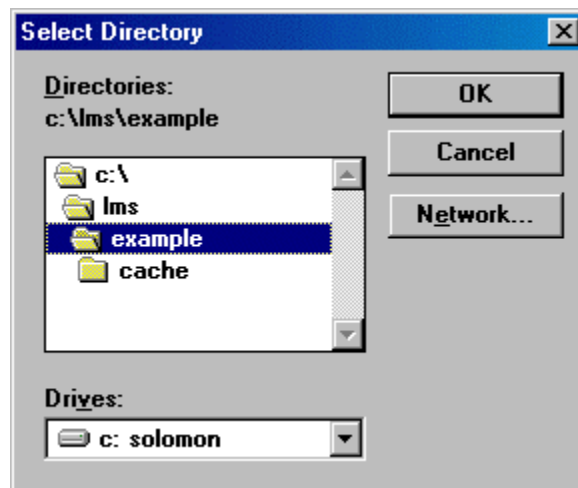 Select Directory
Directories:
c:\lms\example
c:\
lms
example
cache
Drives:
c: solomon
OK
Cancel
Network...